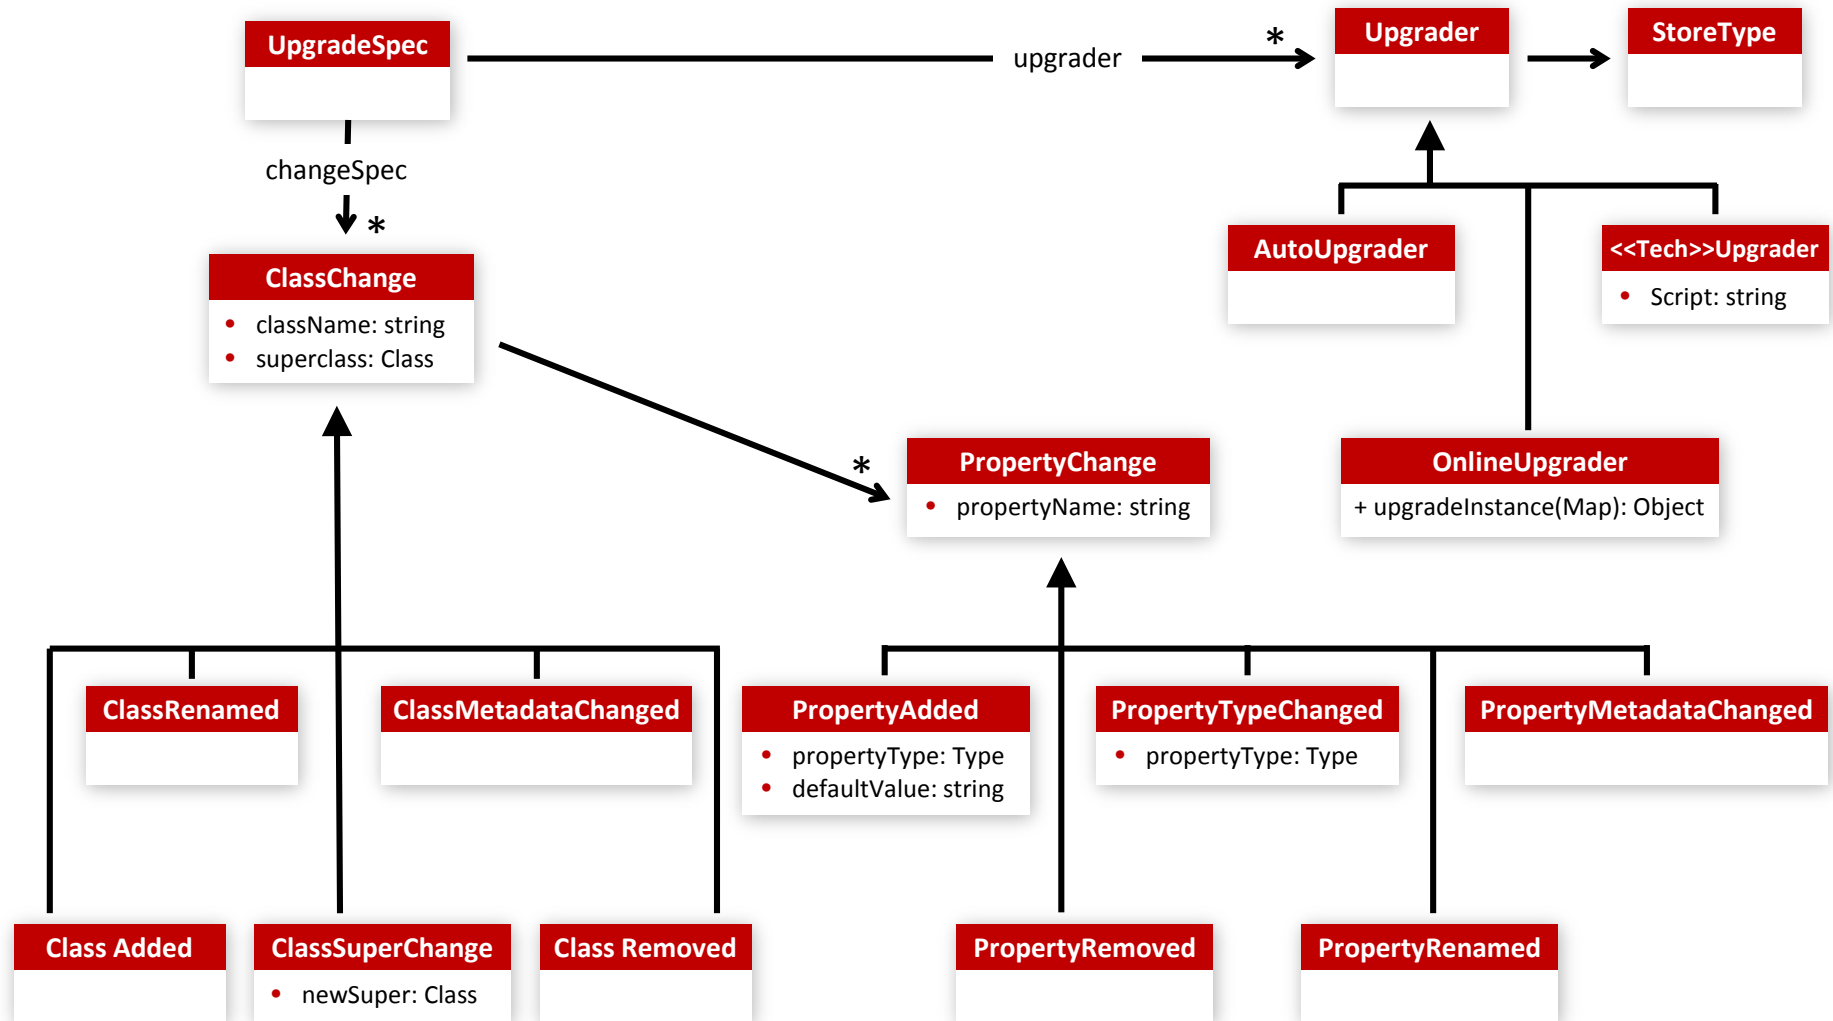 UpgradeSpec
upgrader
*
Upgrader
StoreType
changeSpec
*
ClassChange
• className: string
• superclass: Class
AutoUpgrader
<<Tech>>Upgrader
• Script: string
*
PropertyChange
• propertyName: string
OnlineUpgrader
+ upgradeInstance(Map): Object
ClassRenamed
ClassMetadataChanged
PropertyAdded
• propertyType: Type
• defaultValue: string
PropertyTypeChanged
• propertyType: Type
PropertyMetadataChanged
Class Added
ClassSuperChange
• newSuper: Class
Class Removed
PropertyRemoved
PropertyRenamed